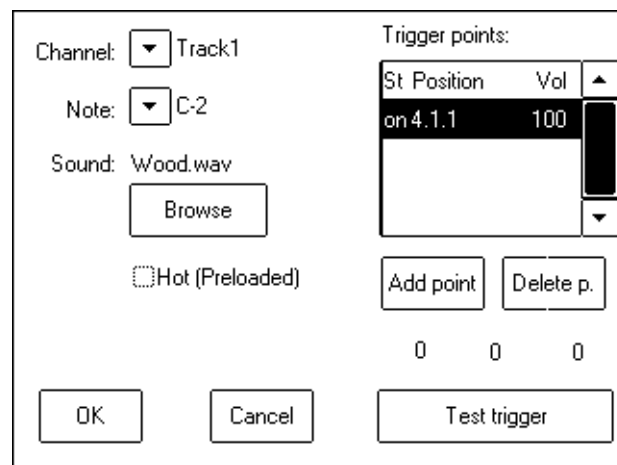 Channel: Track1
Note: C-2
Sound: Wood.wav
Browse
Hot (Preloaded)
Trigger points:
St Position Vol
on 4.1.1 100
Add point Delete p.
0 0 0
OK Cancel Test trigger